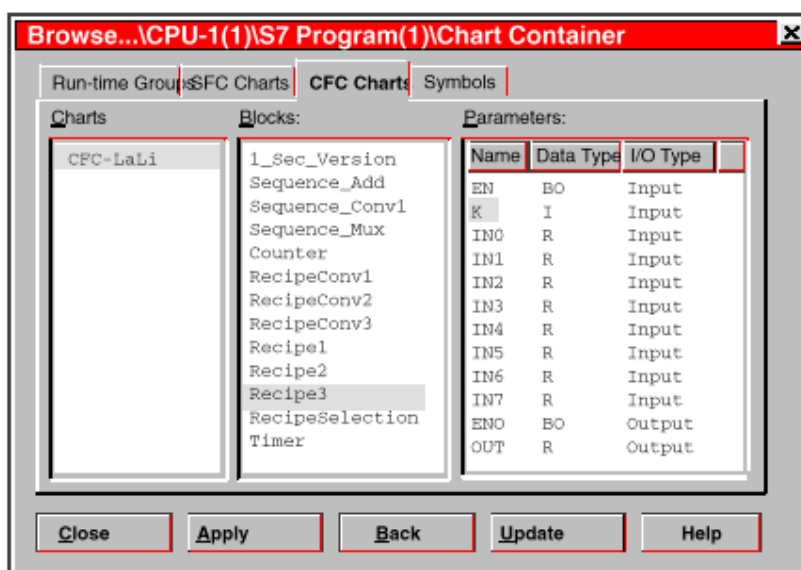 Browse...\CPU-1(1)\S7 Program(1)\Chart Container
Run-time Groups SFC Charts CFC Charts Symbols
Charts
CFC-LaLi
Blocks:
1_Sec_Version
Sequence_Add
Sequence_Conv1
Sequence_Mux
Counter
RecipeConv1
RecipeConv2
RecipeConv3
Recipe1
Recipe2
Recipe3
RecipeSelection
Timer
Parameters:
Name Data Type I/O Type
EN BO Input
K I Input
IN0 R Input
IN1 R Input
IN2 R Input
IN3 R Input
IN4 R Input
IN5 R Input
IN6 R Input
IN7 R Input
ENO BO Output
OUT R Output
Close Apply Back Update Help